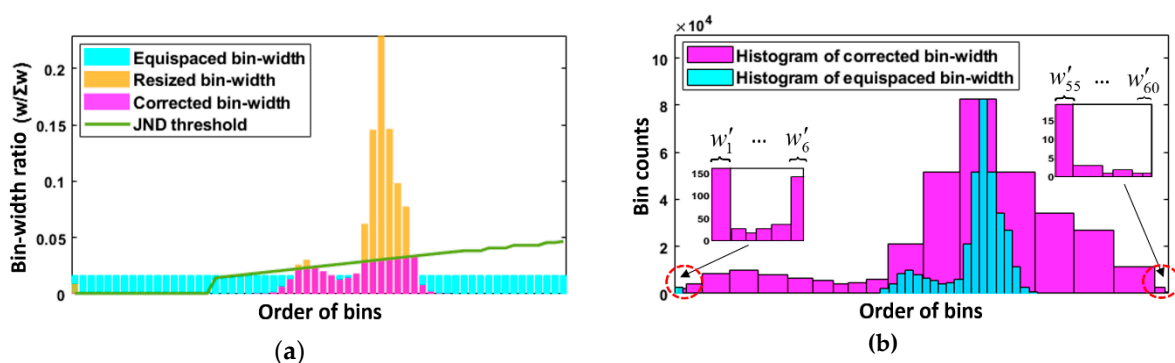 Equispaced bin-width
Resized bin-width
Corrected bin-width
JND threshold
Bin-width ratio (w/Σw)
0.2
0.15
0.1
0.05
0
Order of bins
(a)
×10⁴
Histogram of corrected bin-width
Histogram of equispaced bin-width
Bin counts
10
8
6
4
2
0
w′₁ ... w′₆
150
100
50
0
w′₅₅ ... w′₆₀
15
10
5
0
Order of bins
(b)